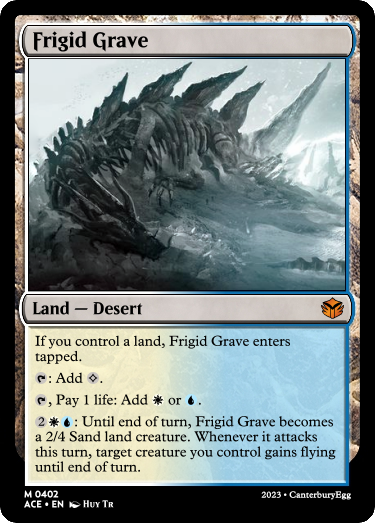 Frigid Grave
Land — Desert
If you control a land, Frigid Grave enters
tapped.
: Add .
, Pay 1 life: Add or .
2 : Until end of turn, Frigid Grave becomes
a 2/4 Sand land creature. Whenever it attacks
this turn, target creature you control gains flying
until end of turn.
M 0402
ACE • EN Huy Tr
2023 • CanterburyEgg